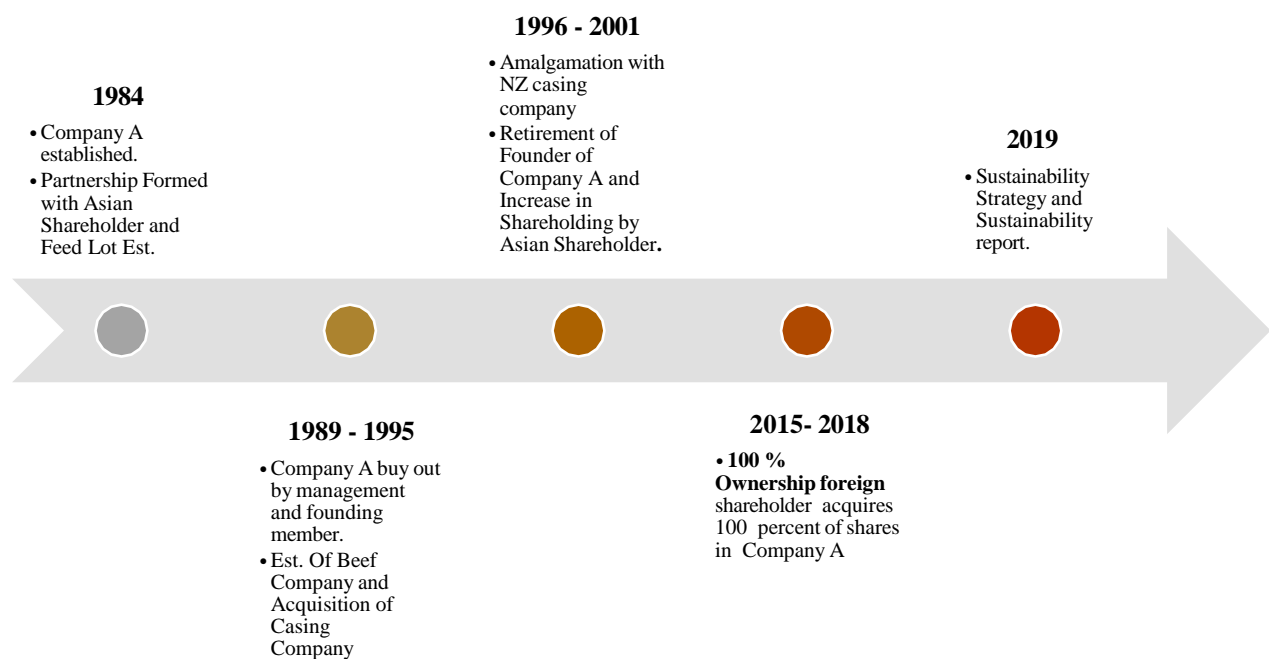 1984
• Company A
established.
• Partnership Formed
with Asian
Shareholder and
Feed Lot Est.
1989 - 1995
• Company A buy out
by management
and founding
member.
• Est. Of Beef
Company and
Acquisition of
Casing
Company
1996 - 2001
• Amalgamation with
NZ casing
company
• Retirement of
Founder of
Company A and
Increase in
Shareholding by
Asian Shareholder.
2015- 2018
• 100 %
Ownership foreign
shareholder acquires
100 percent of shares
in Company A
2019
• Sustainability
Strategy and
Sustainability
report.